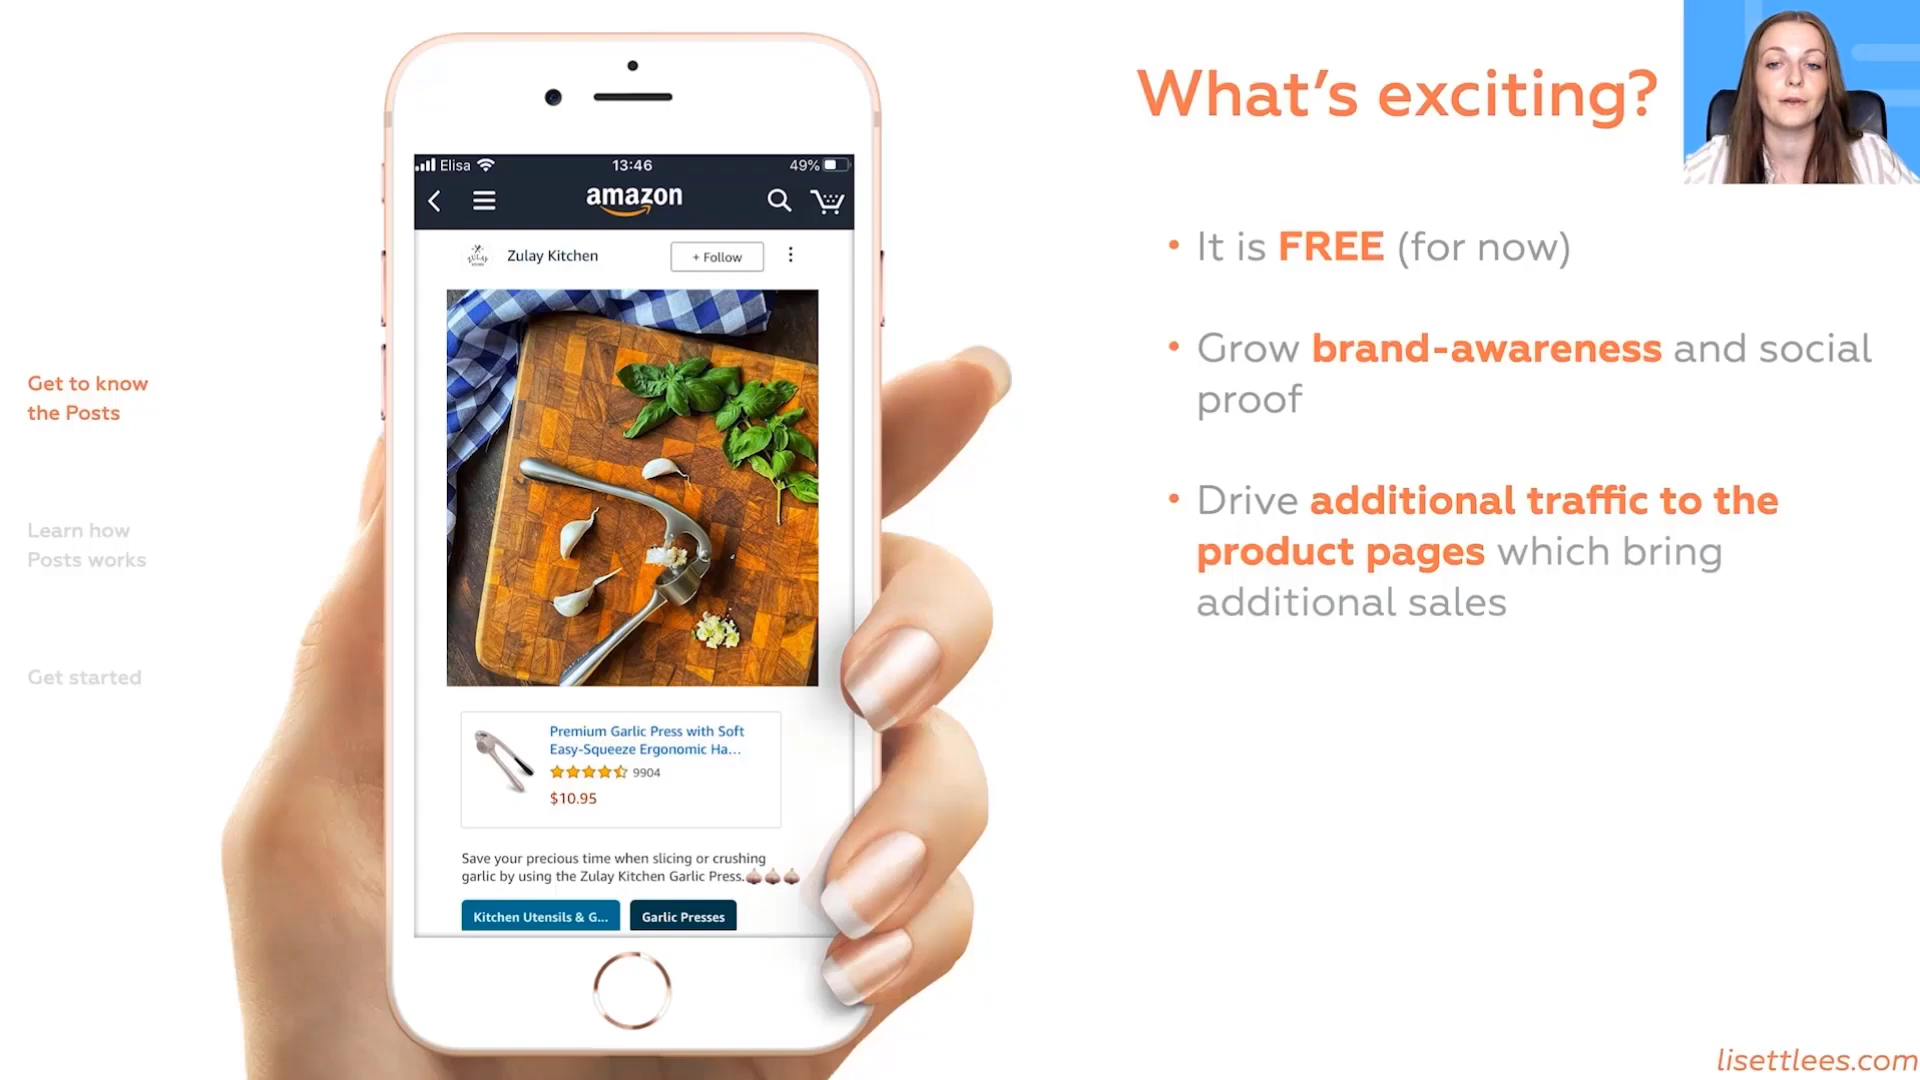 What's exciting?
Elisa
13:46
49%
amazon
ZULAY
Zulay Kitchen
+ Follow
Get to know
the Posts
Learn how
Posts works
Get started
Premium Garlic Press with Soft
Easy-Squeeze Ergonomic Ha...
9904
$10.95
Save your precious time when slicing or crushing
garlic by using the Zulay Kitchen Garlic Press.🧄🧄🧄
Kitchen Utensils & G...
Garlic Presses
• It is FREE (for now)
• Grow brand-awareness and social
proof
• Drive additional traffic to the
product pages which bring
additional sales
lisettlees.com